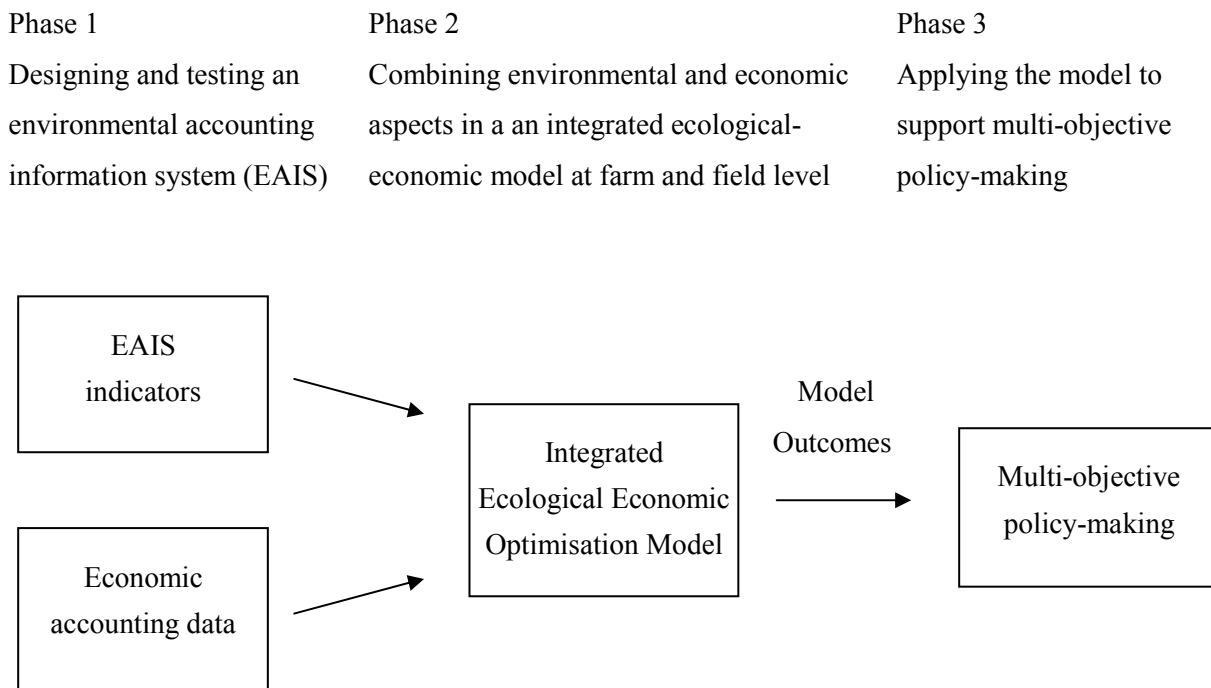 Phase 1
Designing and testing an
environmental accounting
information system (EAIS)
Phase 2
Combining environmental and economic
aspects in a an integrated ecological-
economic model at farm and field level
Phase 3
Applying the model to
support multi-objective
policy-making
EAIS
indicators
Economic
accounting data
Integrated
Ecological Economic
Optimisation Model
Model
Outcomes
Multi-objective
policy-making